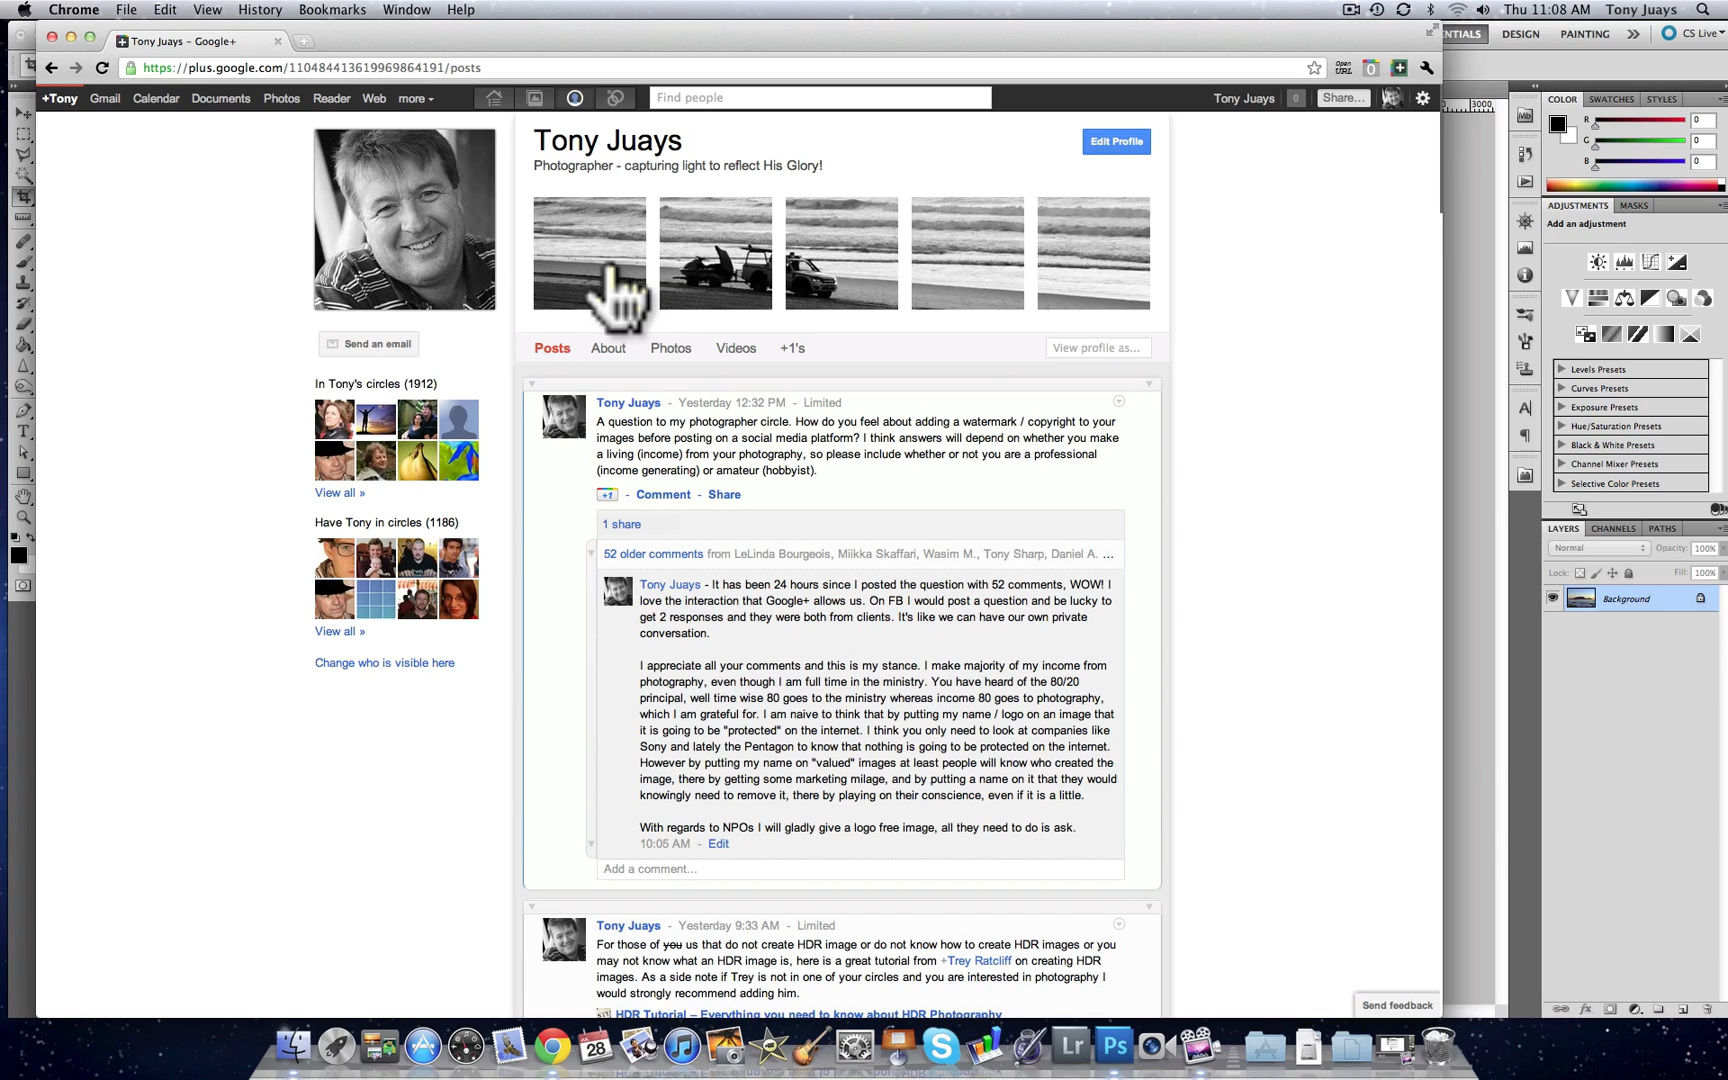 Chrome File Edit View History Bookmarks Window Help Thu 11:08 AM Tony Juays
Tony Juays – Google+
ENTIALS DESIGN PAINTING CS Live
https://plus.google.com/110484413619969864191/posts
Open URL
+Tony Gmail Calendar Documents Photos Reader Web more Find people Tony Juays 0 Share...
3000
Tony Juays
Edit Profile
Photographer - capturing light to reflect His Glory!
Send an email
Posts About Photos Videos +1's View profile as...
In Tony's circles (1912)
View all »
Have Tony in circles (1186)
View all »
Change who is visible here
Tony Juays - Yesterday 12:32 PM - Limited
A question to my photographer circle. How do you feel about adding a watermark / copyright to your
images before posting on a social media platform? I think answers will depend on whether you make
a living (income) from your photography, so please include whether or not you are a professional
(income generating) or amateur (hobbyist).
+1 - Comment - Share
1 share
52 older comments from LeLinda Bourgeois, Miikka Skaffari, Wasim M., Tony Sharp, Daniel A. ...
Tony Juays - It has been 24 hours since I posted the question with 52 comments, WOW! I
love the interaction that Google+ allows us. On FB I would post a question and be lucky to
get 2 responses and they were both from clients. It's like we can have our own private
conversation.
I appreciate all your comments and this is my stance. I make majority of my income from
photography, even though I am full time in the ministry. You have heard of the 80/20
principal, well time wise 80 goes to the ministry whereas income 80 goes to photography,
which I am grateful for. I am naive to think that by putting my name / logo on an image that
it is going to be "protected" on the internet. I think you only need to look at companies like
Sony and lately the Pentagon to know that nothing is going to be protected on the internet.
However by putting my name on "valued" images at least people will know who created the
image, there by getting some marketing milage, and by putting a name on it that they would
knowingly need to remove it, there by playing on their conscience, even if it is a little.
With regards to NPOs I will gladly give a logo free image, all they need to do is ask.
10:05 AM - Edit
Add a comment...
Tony Juays - Yesterday 9:33 AM - Limited
For those of you us that do not create HDR image or do not know how to create HDR images or you
may not know what an HDR image is, here is a great tutorial from +Trey Ratcliff on creating HDR
images. As a side note if Trey is not in one of your circles and you are interested in photography I
would strongly recommend adding him.
HDR Tutorial – Everything you need to know about HDR Photography
Send feedback
COLOR SWATCHES STYLES
R 0
G 0
B 0
ADJUSTMENTS MASKS
Add an adjustment
Levels Presets
Curves Presets
Exposure Presets
Hue/Saturation Presets
Black & White Presets
Channel Mixer Presets
Selective Color Presets
LAYERS CHANNELS PATHS
Normal Opacity: 100%
Lock: Fill: 100%
Background
28
Lr
Ps